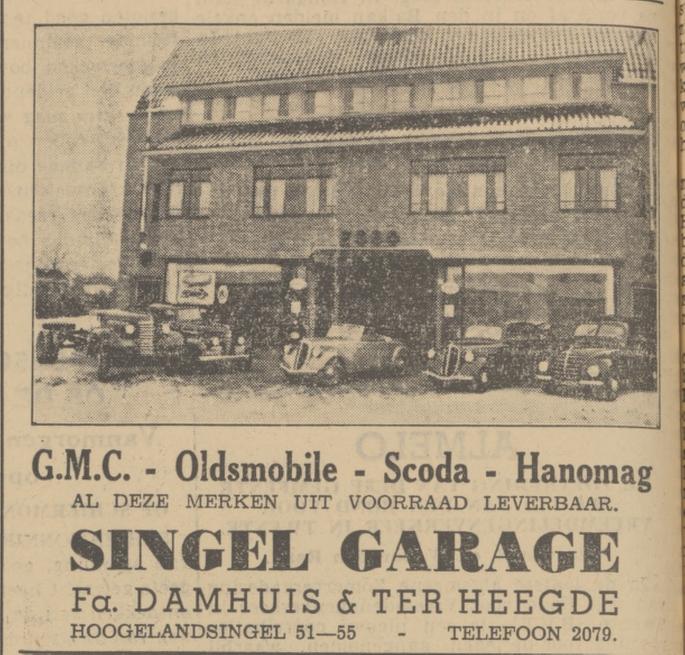 G.M.C. - Oldsmobile - Scoda - Hanomag
AL DEZE MERKEN UIT VOORRAAD LEVERBAAR.
SINGEL GARAGE
Fa. DAMHUIS & TER HEEGDE
HOOGELANDSINGEL 51—55 - TELEFOON 2079.